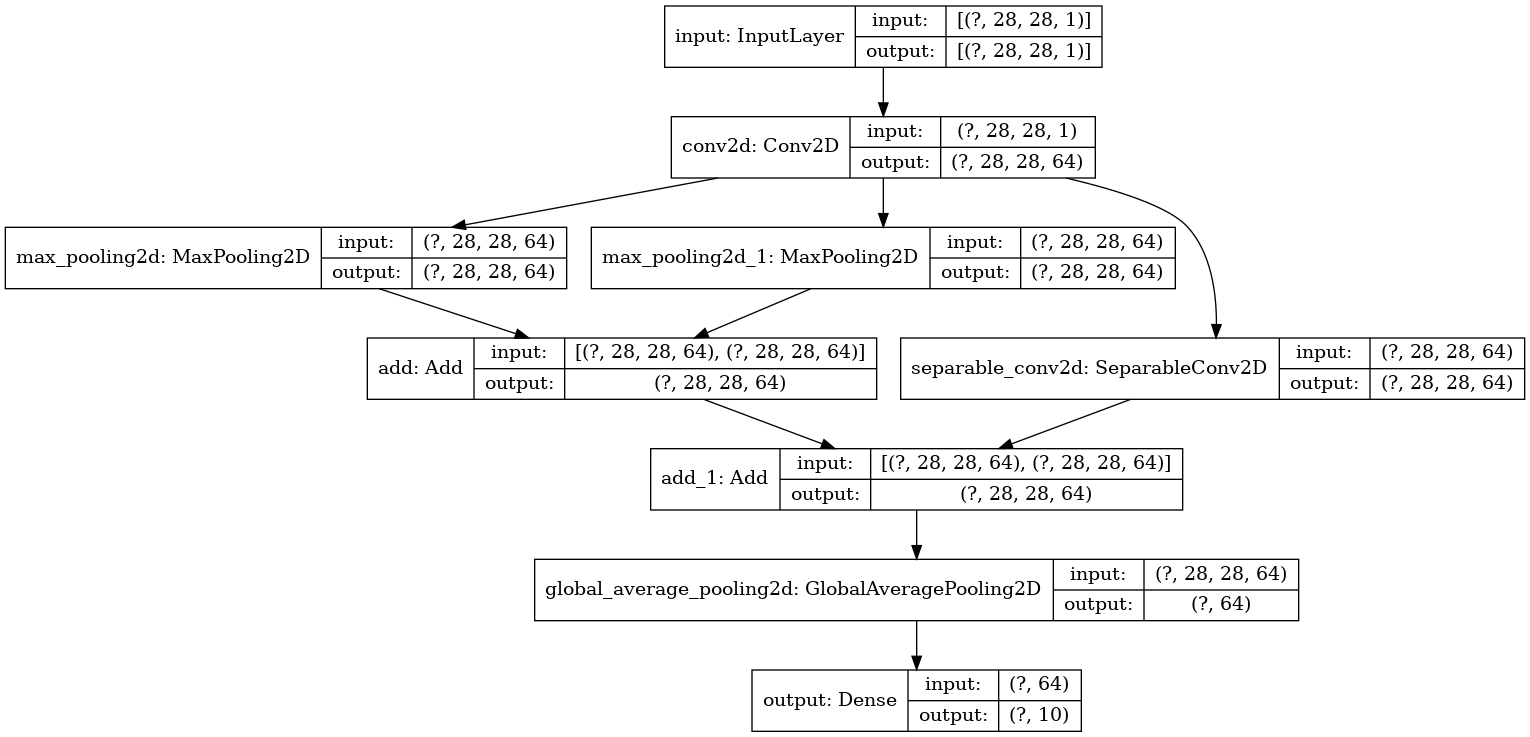 input: InputLayer
input:
[(?, 28, 28, 1)]
output:
[(?, 28, 28, 1)]
conv2d: Conv2D
input:
(?, 28, 28, 1)
output:
(?, 28, 28, 64)
max_pooling2d: MaxPooling2D
input:
(?, 28, 28, 64)
output:
(?, 28, 28, 64)
max_pooling2d_1: MaxPooling2D
input:
(?, 28, 28, 64)
output:
(?, 28, 28, 64)
add: Add
input:
[(?, 28, 28, 64), (?, 28, 28, 64)]
output:
(?, 28, 28, 64)
separable_conv2d: SeparableConv2D
input:
(?, 28, 28, 64)
output:
(?, 28, 28, 64)
add_1: Add
input:
[(?, 28, 28, 64), (?, 28, 28, 64)]
output:
(?, 28, 28, 64)
global_average_pooling2d: GlobalAveragePooling2D
input:
(?, 28, 28, 64)
output:
(?, 64)
output: Dense
input:
(?, 64)
output:
(?, 10)